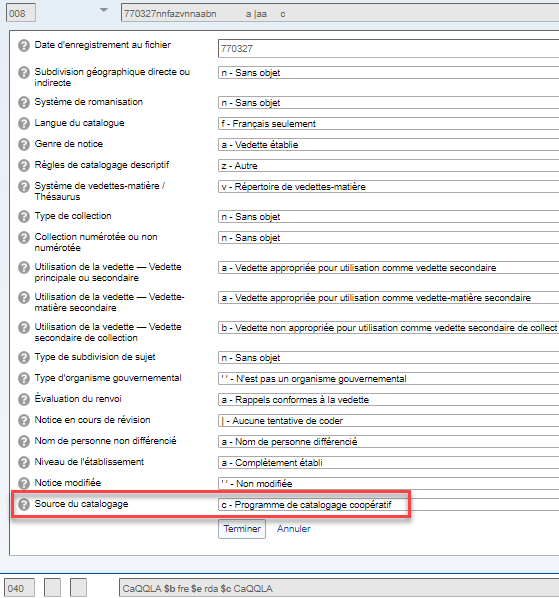 008 770327nnfazvnnaabn a |aa c
Date d'enregistrement au fichier 770327
Subdivision géographique directe ou n - Sans objet
indirecte
Système de romanisation n - Sans objet
Langue du catalogue f - Français seulement
Genre de notice a - Vedette établie
Règles de catalogage descriptif z - Autre
Système de vedettes-matière / v - Répertoire de vedettes-matière
Thésaurus
Type de collection n - Sans objet
Collection numérotée ou non n - Sans objet
numérotée
Utilisation de la vedette — Vedette a - Vedette appropriée pour utilisation comme vedette secondaire
principale ou secondaire
Utilisation de la vedette — Vedette- a - Vedette appropriée pour utilisation comme vedette-matière secondaire
matière secondaire
Utilisation de la vedette — Vedette b - Vedette non appropriée pour utilisation comme vedette secondaire de collect
secondaire de collection
Type de subdivision de sujet n - Sans objet
Type d'organisme gouvernemental ' ' - N'est pas un organisme gouvernemental
Évaluation du renvoi a - Rappels conformes à la vedette
Notice en cours de révision | - Aucune tentative de coder
Nom de personne non différencié a - Nom de personne différencié
Niveau de l'établissement a - Complètement établi
Notice modifiée ' ' - Non modifiée
Source du catalogage c - Programme de catalogage coopératif
Terminer Annuler
040 CaQQLA $b fre $e rda $c CaQQLA